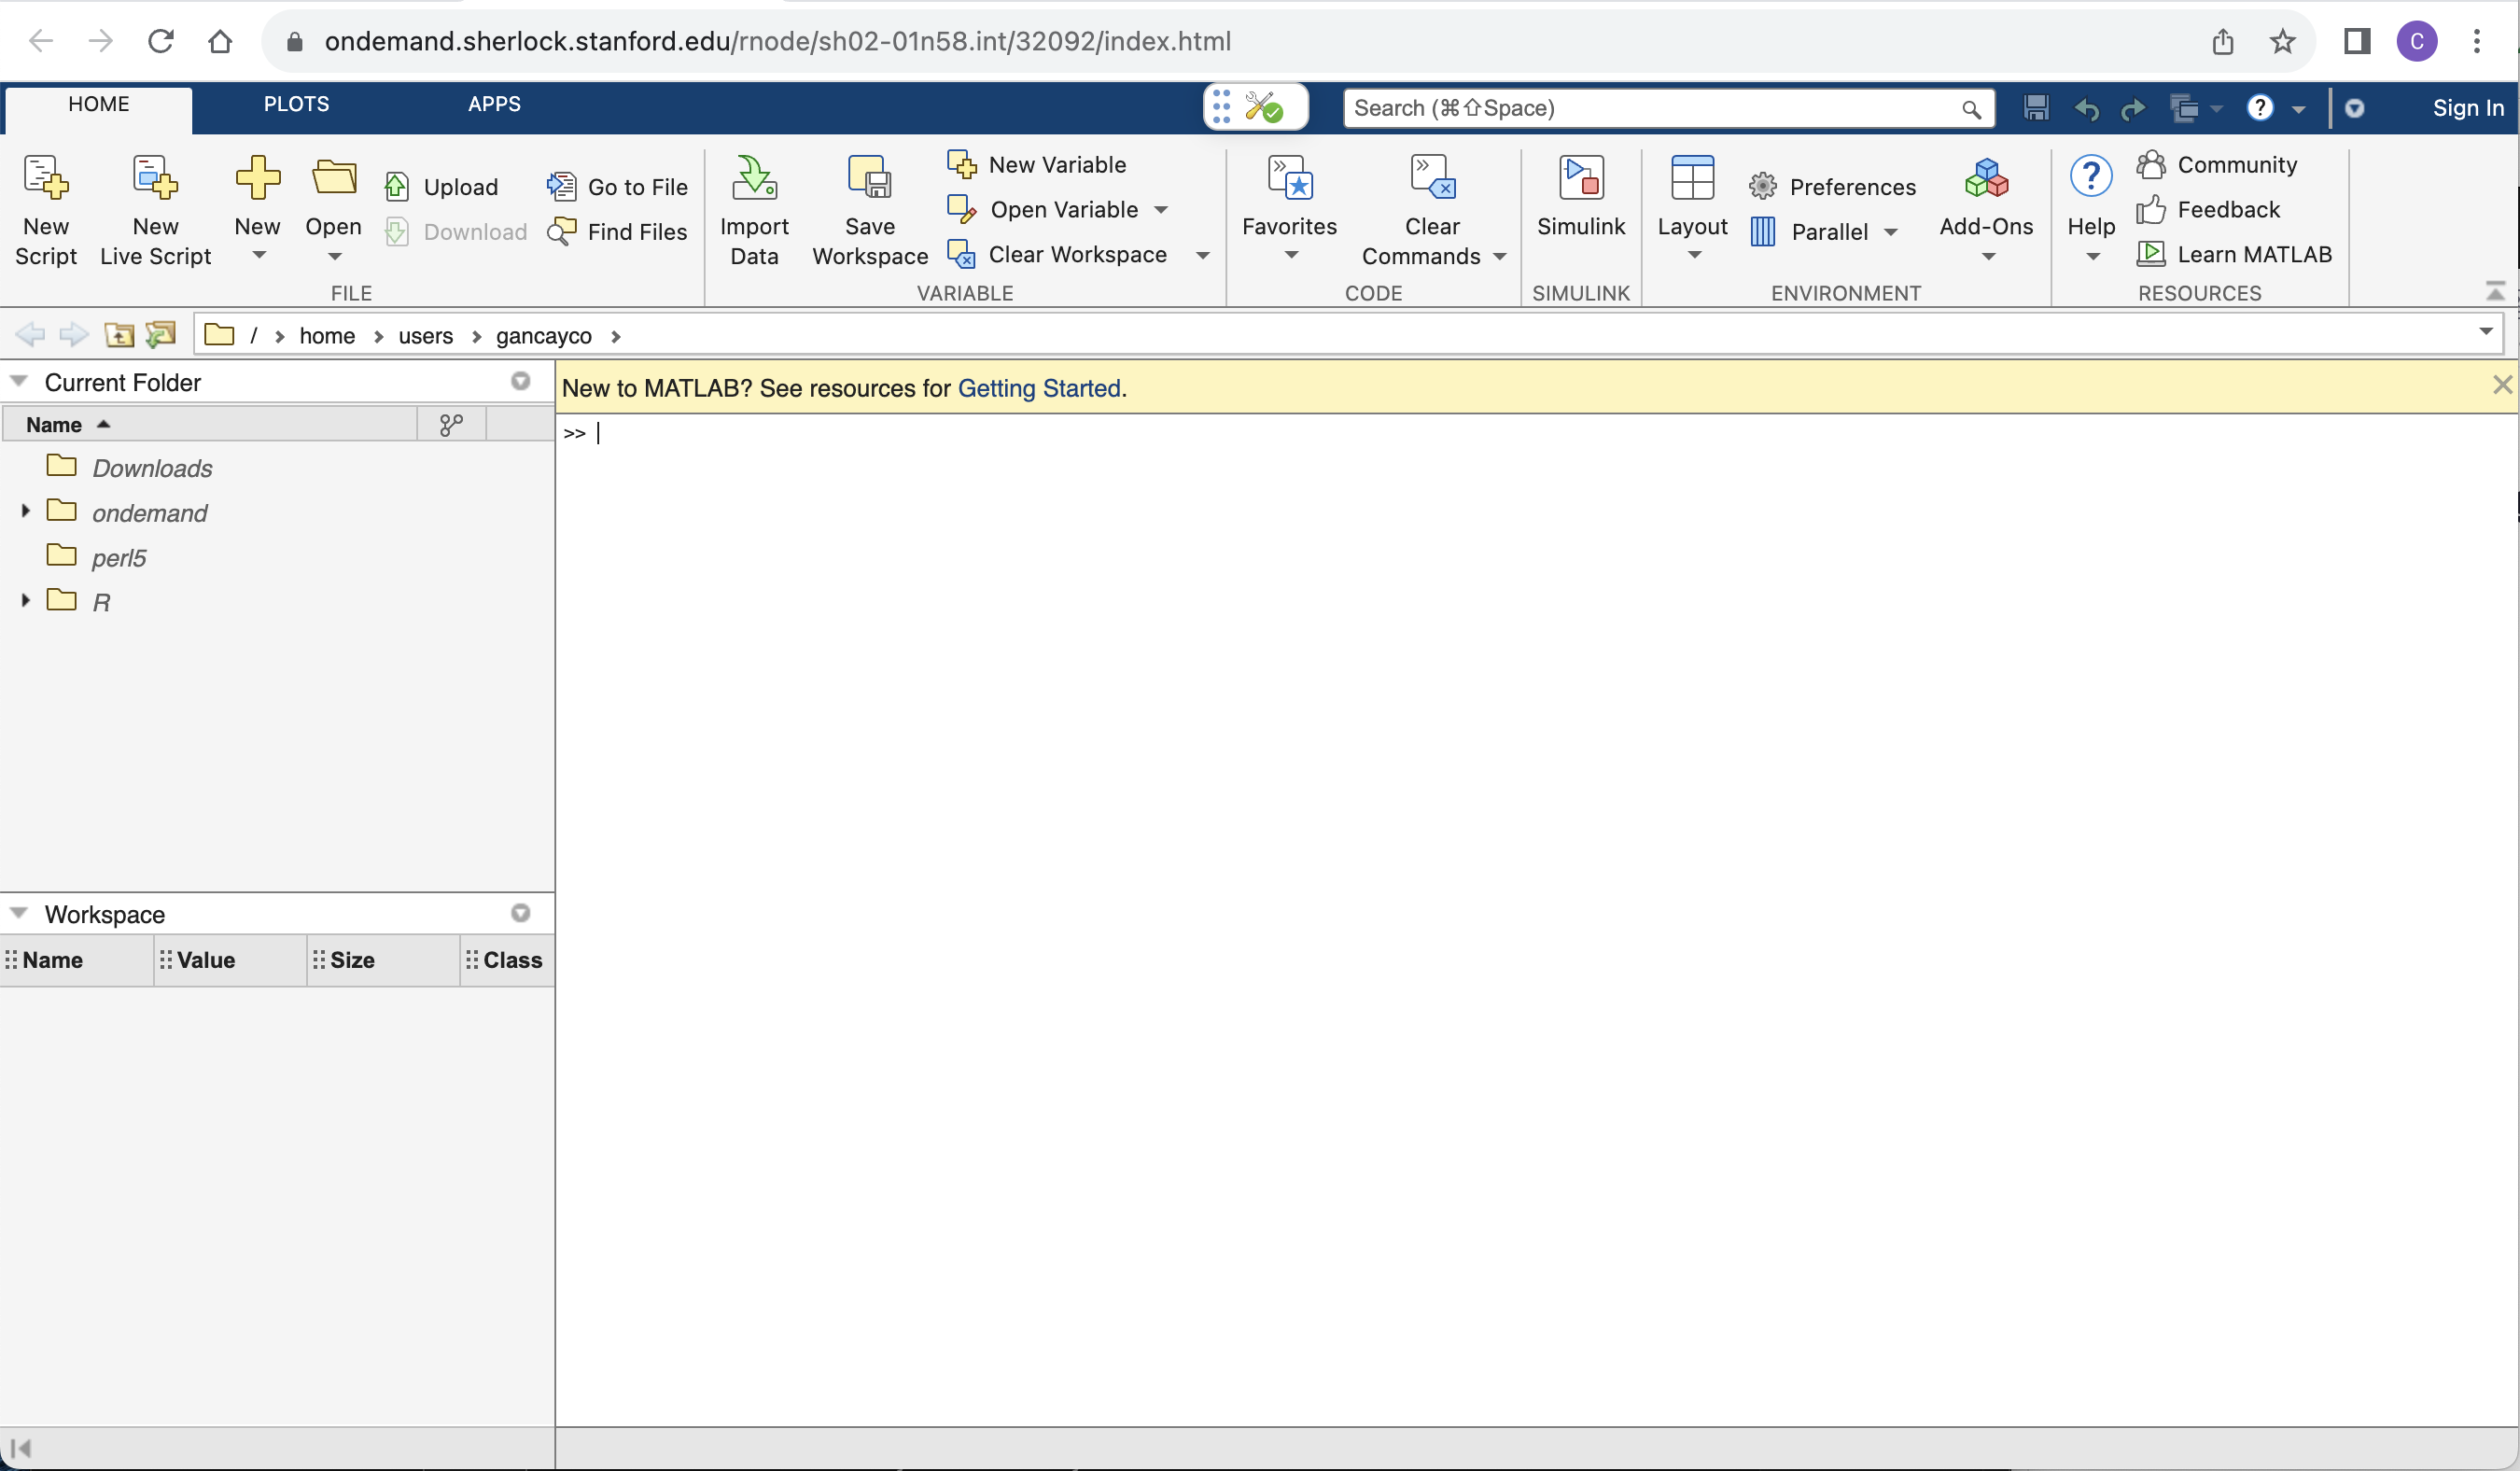 ondemand.sherlock.stanford.edu/rnode/sh02-01n58.int/32092/index.html
C
HOME PLOTS APPS
Search (⌘⇧Space)
?
Sign In
New Script
New Live Script
New
Open
Upload
Download
Go to File
Find Files
FILE
Import Data
Save Workspace
New Variable
Open Variable
Clear Workspace
VARIABLE
Favorites
Clear Commands
CODE
Simulink
SIMULINK
Layout
Preferences
Parallel
Add-Ons
ENVIRONMENT
?
Help
Community
Feedback
Learn MATLAB
RESOURCES
/ › home › users › gancayco ›
Current Folder
Name
Downloads
ondemand
perl5
R
New to MATLAB? See resources for Getting Started.
>>
Workspace
Name Value Size Class